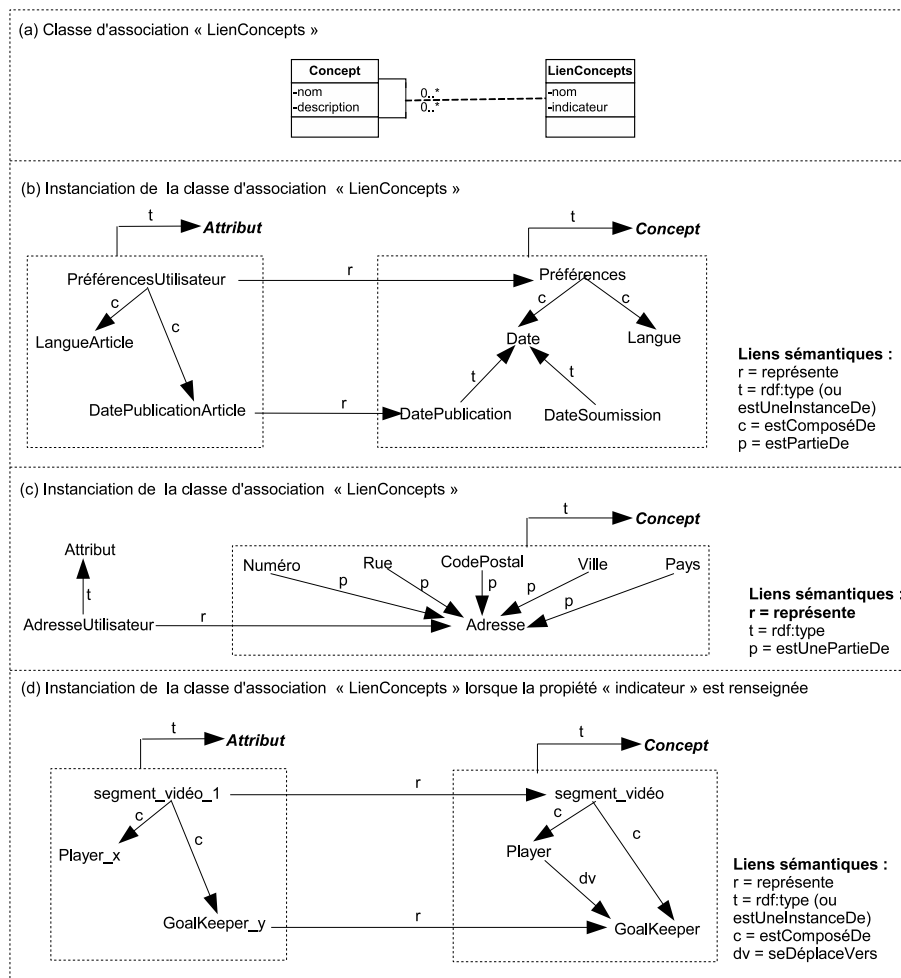 (a) Classe d'association « LienConcepts »
Concept
-nom
-description
0..*
0..*
LienConcepts
-nom
-indicateur
(b) Instanciation de la classe d'association « LienConcepts »
t
Attribut
t
Concept
PréférencesUtilisateur
r
Préférences
c
c
c
c
LangueArticle
Date
Langue
t
t
DatePublicationArticle
r
DatePublication
DateSoumission
Liens sémantiques :
r = représente
t = rdf:type (ou
estUneInstanceDe)
c = estComposéDe
p = estPartieDe
(c) Instanciation de la classe d'association « LienConcepts »
t
Concept
Attribut
Numéro
Rue
CodePostal
Ville
Pays
p
p
p
p
p
t
AdresseUtilisateur
r
Adresse
Liens sémantiques :
r = représente
t = rdf:type
p = estUnePartieDe
(d) Instanciation de la classe d'association « LienConcepts » lorsque la propiété « indicateur » est renseignée
t
Attribut
t
Concept
segment_vidéo_1
r
segment_vidéo
c
c
c
c
Player_x
Player
dv
GoalKeeper_y
r
GoalKeeper
Liens sémantiques :
r = représente
t = rdf:type (ou
estUneInstanceDe)
c = estComposéDe
dv = seDéplaceVers